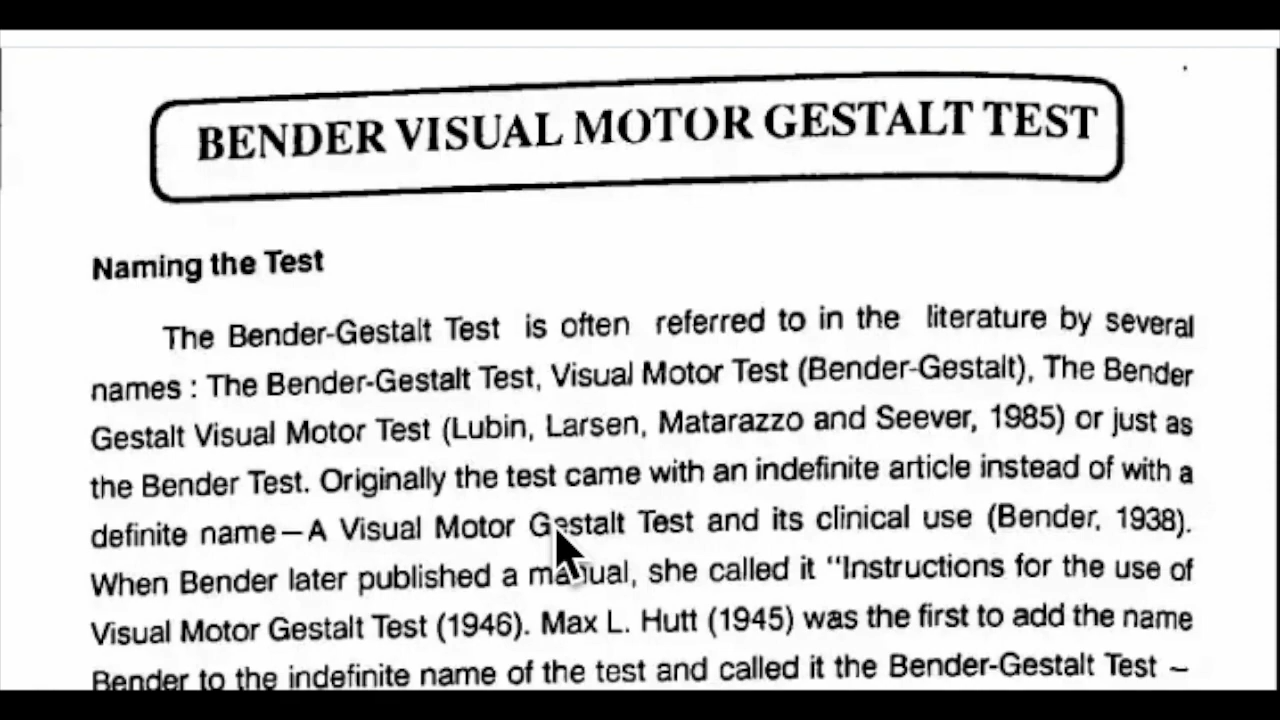 BENDER VISUAL MOTOR GESTALT TEST
Naming the Test
The Bender-Gestalt Test is often referred to in the literature by several
names : The Bender-Gestalt Test, Visual Motor Test (Bender-Gestalt), The Bender
Gestalt Visual Motor Test (Lubin, Larsen, Matarazzo and Seever, 1985) or just as
the Bender Test. Originally the test came with an indefinite article instead of with a
definite name—A Visual Motor Gestalt Test and its clinical use (Bender, 1938).
When Bender later published a manual, she called it "Instructions for the use of
Visual Motor Gestalt Test (1946). Max L. Hutt (1945) was the first to add the name
Bender to the indefinite name of the test and called it the Bender-Gestalt Test –